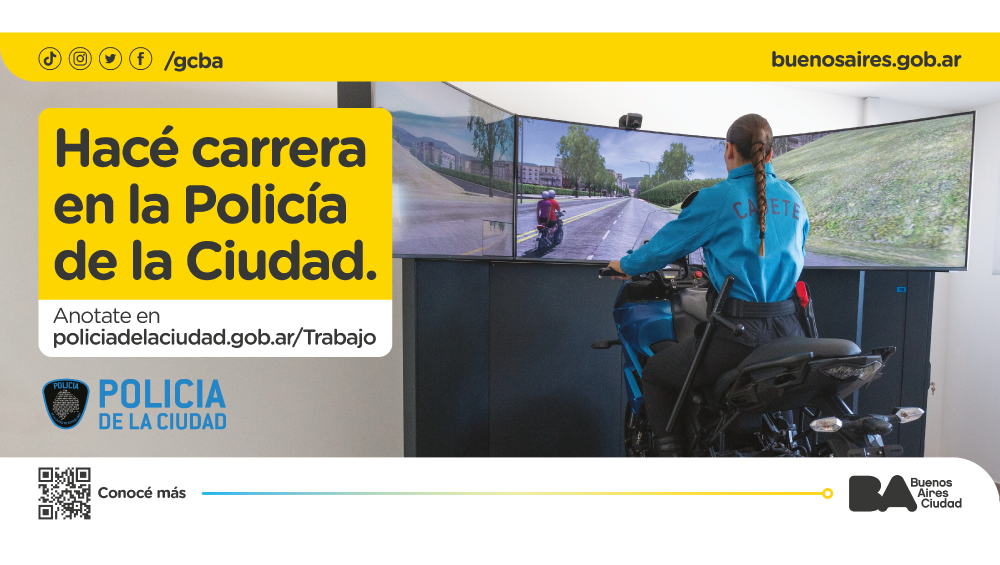 /gcba
buenosaires.gob.ar
Hacé carrera
en la Policía
de la Ciudad.
Anotate en
policiadelaciudad.gob.ar/Trabajo
CADETE
POLICIA
POLICIA
DE LA CIUDAD
Conocé más
BA
Buenos
Aires
Ciudad